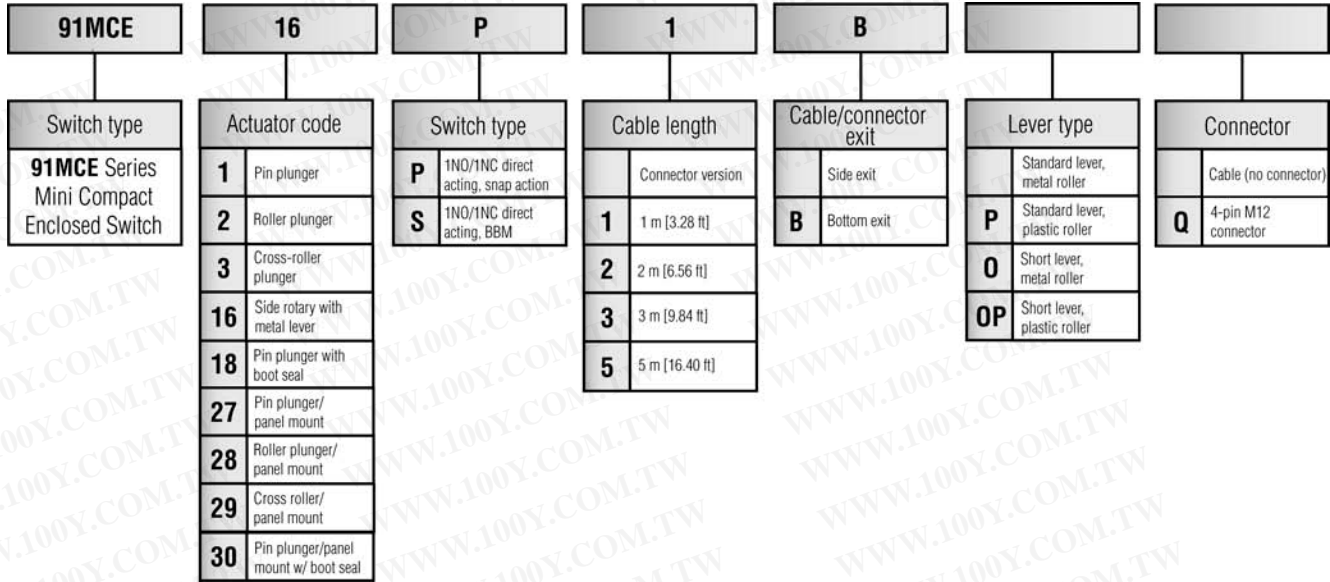 91MCE 16 P 1 B
Switch type
91MCE Series
Mini Compact
Enclosed Switch
Actuator code
1 Pin plunger
2 Roller plunger
3 Cross-roller
plunger
16 Side rotary with
metal lever
18 Pin plunger with
boot seal
27 Pin plunger/
panel mount
28 Roller plunger/
panel mount
29 Cross roller/
panel mount
30 Pin plunger/panel
mount w/ boot seal
Switch type
P 1NO/1NC direct
acting, snap action
S 1NO/1NC direct
acting, BBM
Cable length
Connector version
1 1 m [3.28 ft]
2 2 m [6.56 ft]
3 3 m [9.84 ft]
5 5 m [16.40 ft]
Cable/connector
exit
Side exit
B Bottom exit
Lever type
Standard lever,
metal roller
P Standard lever,
plastic roller
O Short lever,
metal roller
OP Short lever,
plastic roller
Connector
Cable (no connector)
Q 4-pin M12
connector
WWW.100Y.COM.TW